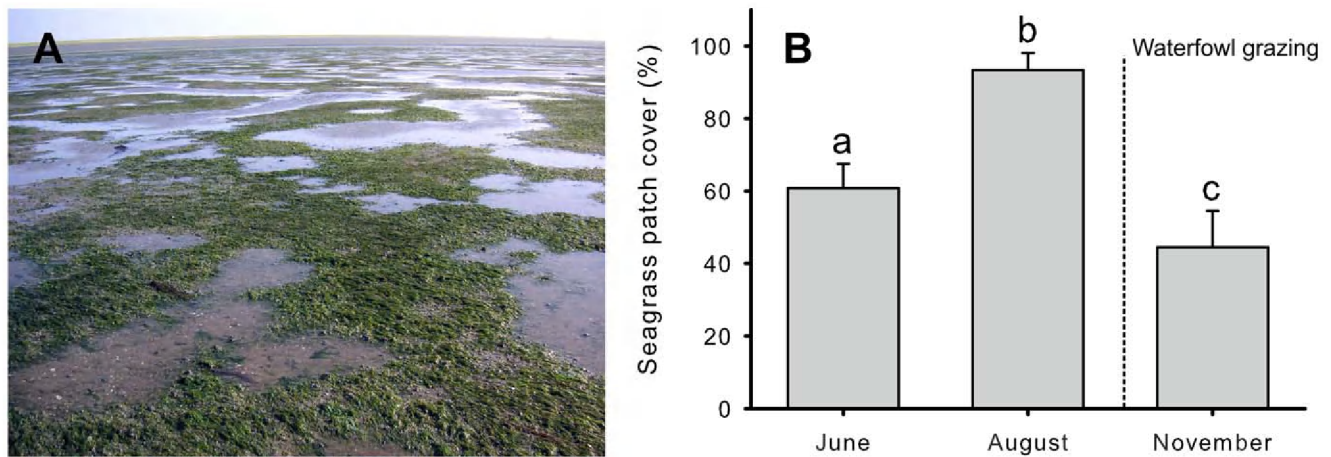 A
B
Seagrass patch cover (%)
100
80
60
40
20
0
a
b
c
Waterfowl grazing
June
August
November